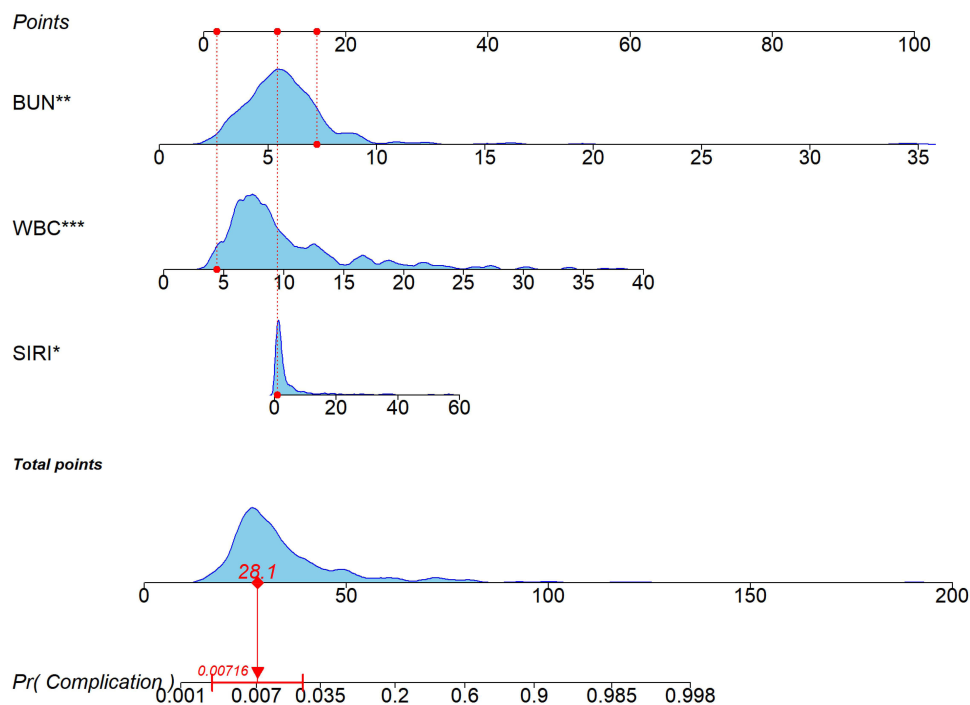 Points
0 20 40 60 80 100
BUN**
0 5 10 15 20 25 30 35
WBC***
0 5 10 15 20 25 30 35 40
SIRI*
0 20 40 60
Total points
28.1
0 50 100 150 200
0.00716
Pr( Complication )
0.001 0.007 0.035 0.2 0.6 0.9 0.985 0.998